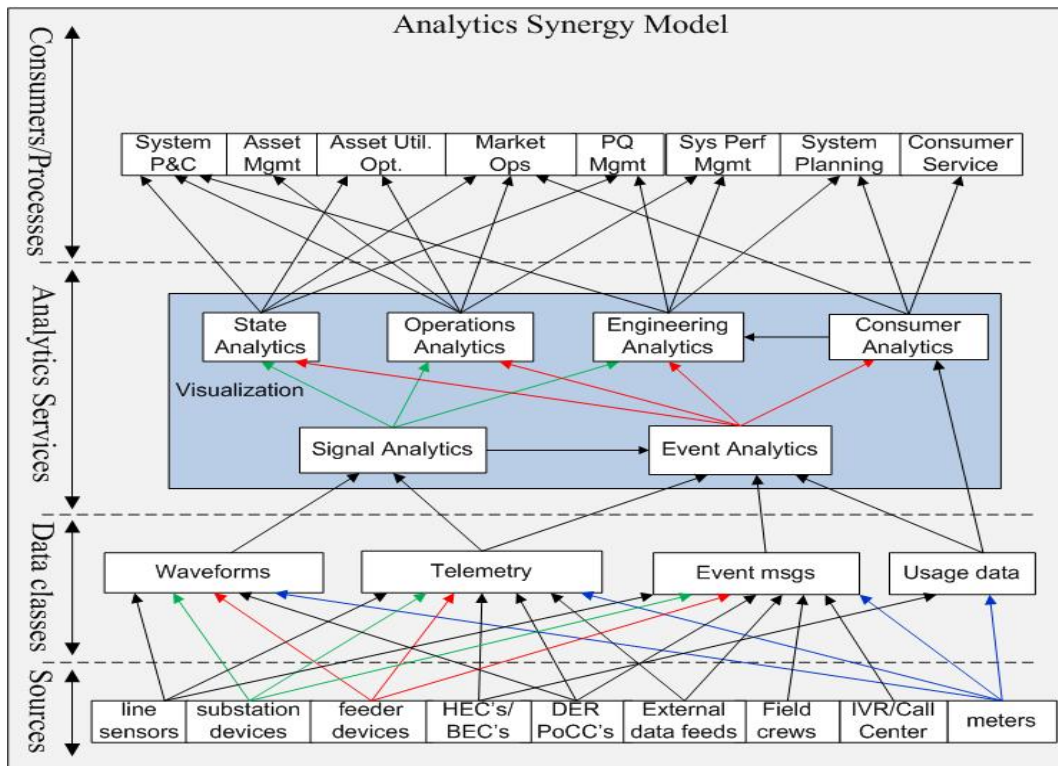 Analytics Synergy Model
Consumers/Processes
System
P&C
Asset
Mgmt
Asset Util.
Opt.
Market
Ops
PQ
Mgmt
Sys Perf
Mgmt
System
Planning
Consumer
Service
Analytics Services
State
Analytics
Operations
Analytics
Engineering
Analytics
Consumer
Analytics
Visualization
Signal Analytics
Event Analytics
Data classes
Waveforms
Telemetry
Event msgs
Usage data
Sources
line
sensors
substation
devices
feeder
devices
HEC's/
BEC's
DER
PoCC's
External
data feeds
Field
crews
IVR/Call
Center
meters